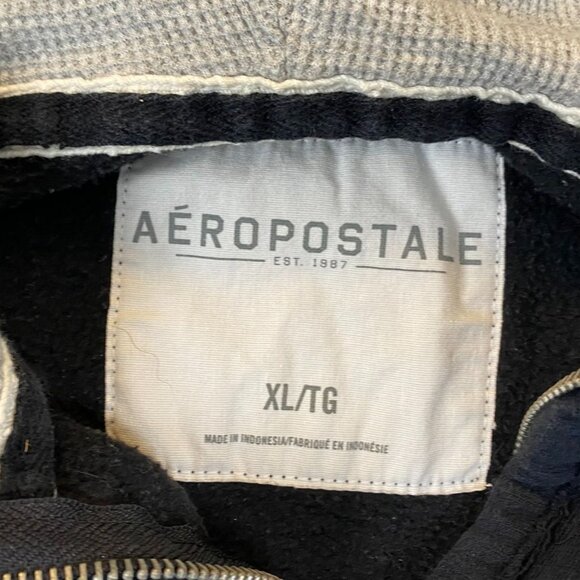 AÉROPOSTALE
EST. 1987
XL/TG
MADE IN INDONESIA/FABRIQUÉ EN INDONÉSIE